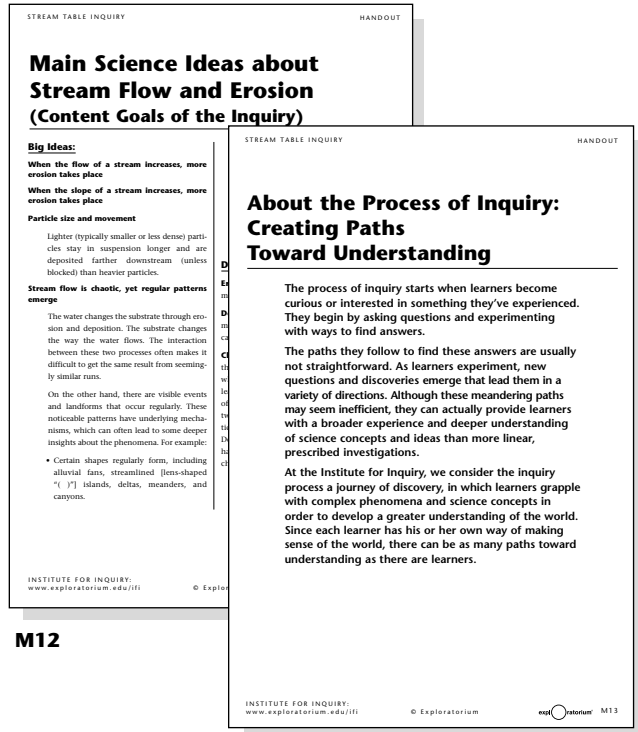 STREAM TABLE INQUIRY
HANDOUT
Main Science Ideas about
Stream Flow and Erosion
(Content Goals of the Inquiry)
Big Ideas:
When the flow of a stream increases, more
erosion takes place
When the slope of a stream increases, more
erosion takes place
Particle size and movement
Lighter (typically smaller or less dense) parti-
cles stay in suspension longer and are
deposited farther downstream (unless
blocked) than heavier particles.
Stream flow is chaotic, yet regular patterns
emerge
The water changes the substrate through ero-
sion and deposition. The substrate changes
the way the water flows. The interaction
between these two processes often makes it
difficult to get the same result from seeming-
ly similar runs.
On the other hand, there are visible events
and landforms that occur regularly. These
noticeable patterns have underlying mecha-
nisms, which can often lead to some deeper
insights about the phenomena. For example:
• Certain shapes regularly form, including
alluvial fans, streamlined [lens-shaped
"( )"] islands, deltas, meanders, and
canyons.
INSTITUTE FOR INQUIRY:
www.exploratorium.edu/ifi
© Explor
M12
STREAM TABLE INQUIRY
HANDOUT
About the Process of Inquiry:
Creating Paths
Toward Understanding
The process of inquiry starts when learners become
curious or interested in something they've experienced.
They begin by asking questions and experimenting
with ways to find answers.
The paths they follow to find these answers are usually
not straightforward. As learners experiment, new
questions and discoveries emerge that lead them in a
variety of directions. Although these meandering paths
may seem inefficient, they can actually provide learners
with a broader experience and deeper understanding
of science concepts and ideas than more linear,
prescribed investigations.
At the Institute for Inquiry, we consider the inquiry
process a journey of discovery, in which learners grapple
with complex phenomena and science concepts in
order to develop a greater understanding of the world.
Since each learner has his or her own way of making
sense of the world, there can be as many paths toward
understanding as there are learners.
INSTITUTE FOR INQUIRY:
www.exploratorium.edu/ifi
© Exploratorium
exploratorium
M13